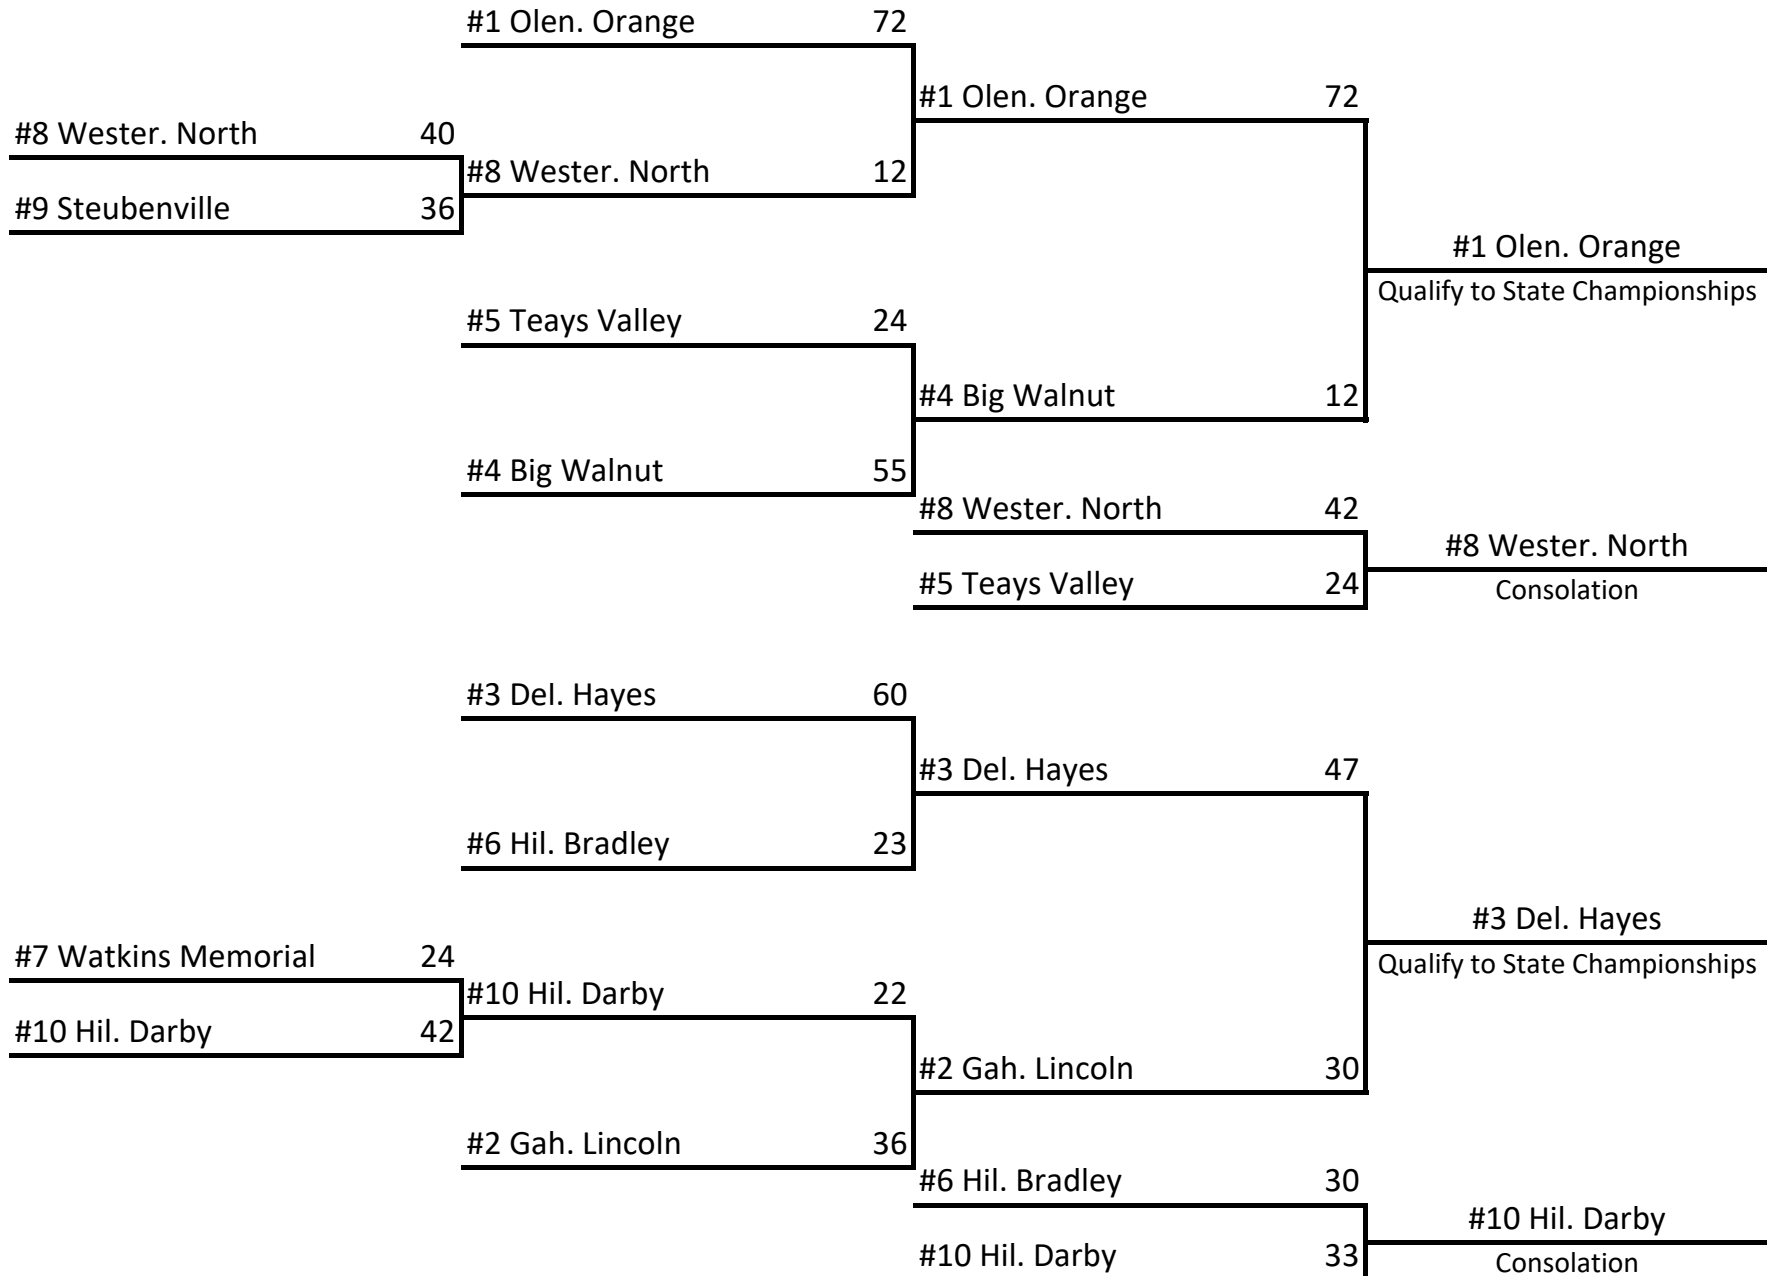 #1 Olen. Orange 72
#1 Olen. Orange 72
#8 Wester. North 40
#8 Wester. North 12
#9 Steubenville 36
#1 Olen. Orange
Qualify to State Championships
#5 Teays Valley 24
#4 Big Walnut 12
#4 Big Walnut 55
#8 Wester. North 42
#8 Wester. North
#5 Teays Valley 24
Consolation
#3 Del. Hayes 60
#3 Del. Hayes 47
#6 Hil. Bradley 23
#3 Del. Hayes
#7 Watkins Memorial 24
Qualify to State Championships
#10 Hil. Darby 22
#10 Hil. Darby 42
#2 Gah. Lincoln 30
#2 Gah. Lincoln 36
#6 Hil. Bradley 30
#10 Hil. Darby
#10 Hil. Darby 33
Consolation